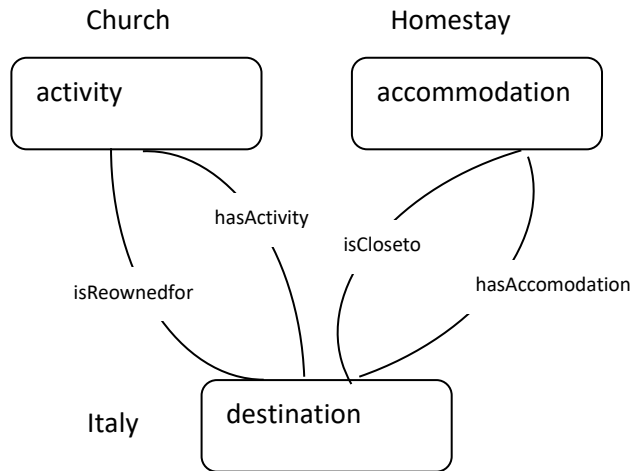 Church
Homestay
activity
accommodation
hasActivity
isCloseto
hasAccomodation
isReownedfor
destination
Italy